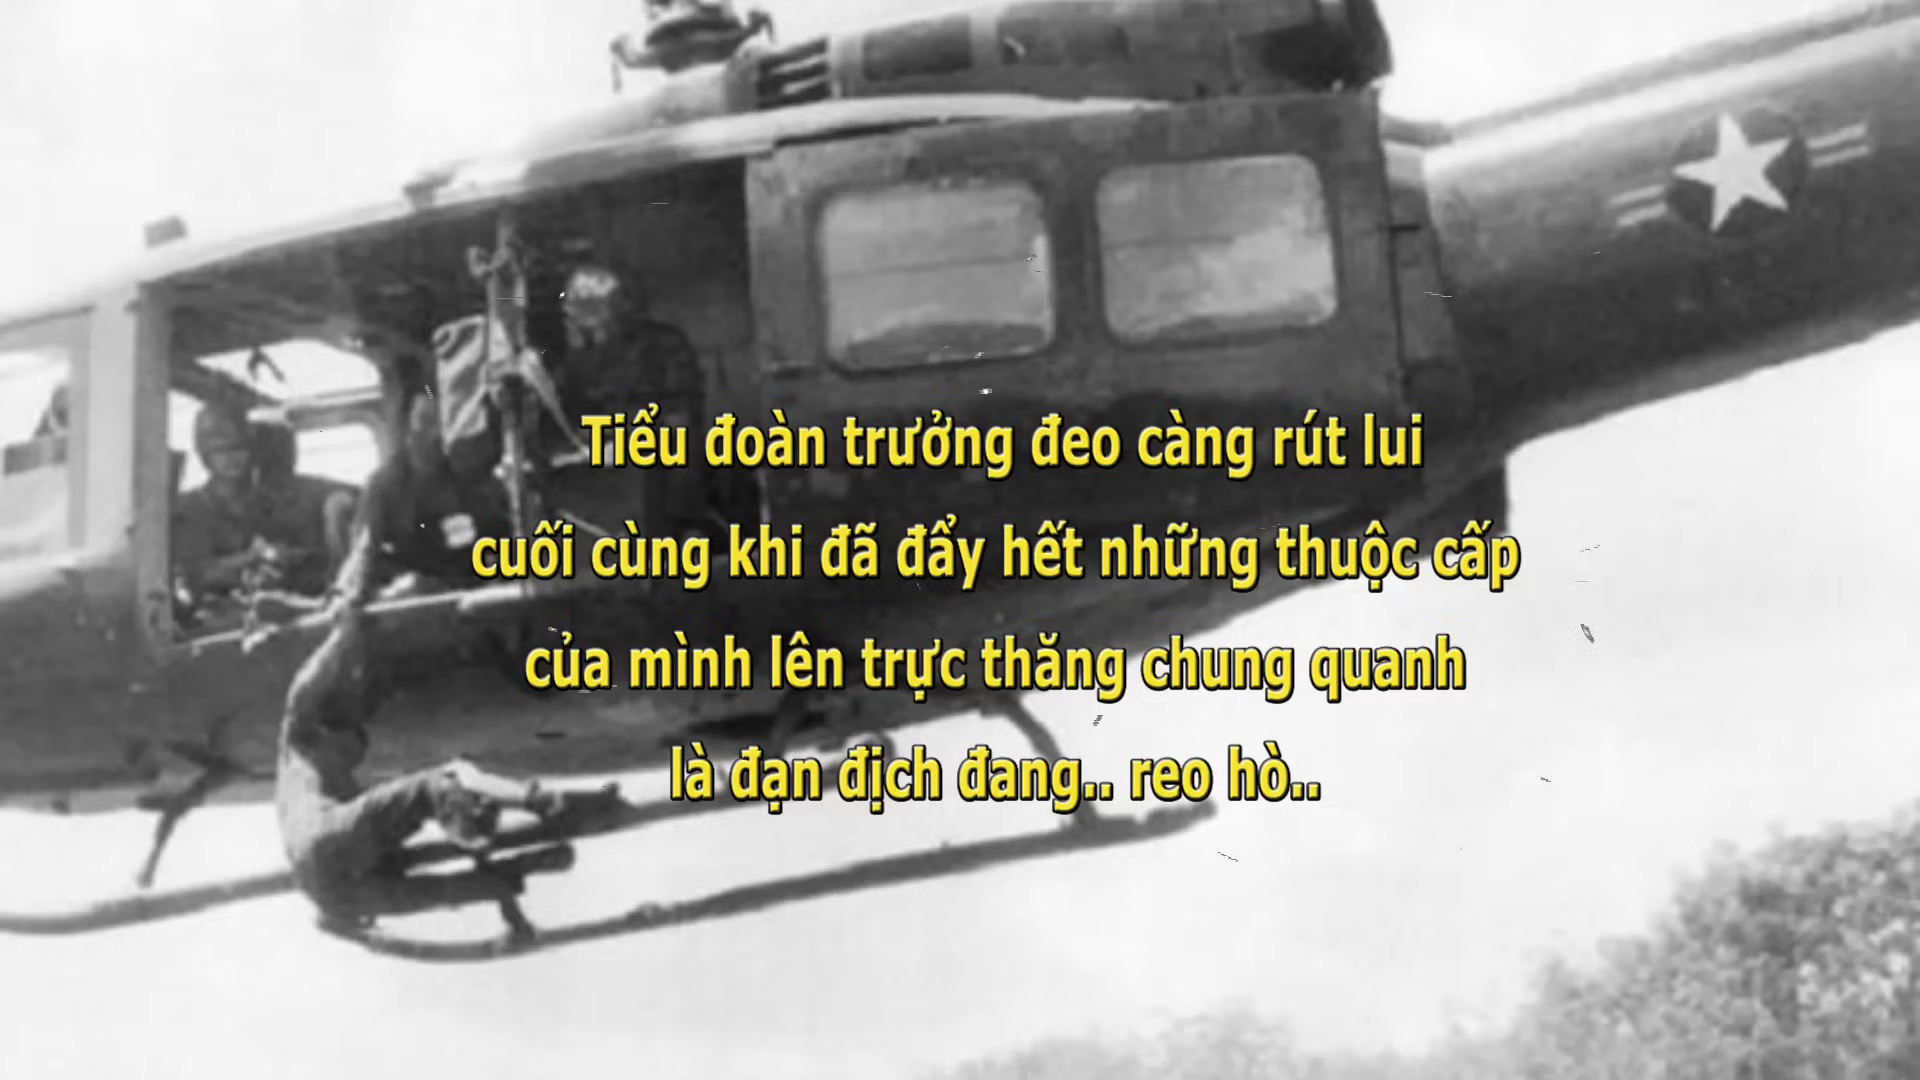 Tiểu đoàn trưởng đeo càng rút lui
cuối cùng khi đã đẩy hết những thuộc cấp
của mình lên trực thăng chung quanh
là đạn địch đang.. reo hò..